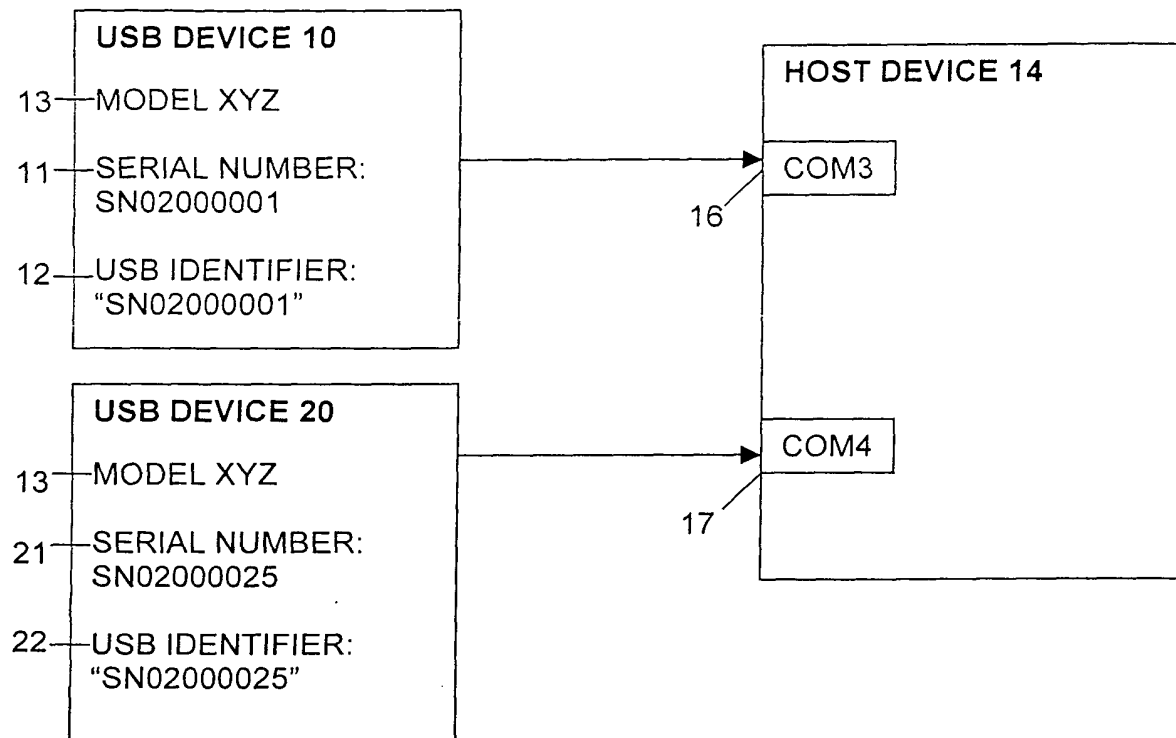 USB DEVICE 10
13 MODEL XYZ
11 SERIAL NUMBER:
SN02000001
12 USB IDENTIFIER:
“SN02000001”
HOST DEVICE 14
COM3
16
USB DEVICE 20
13 MODEL XYZ
21 SERIAL NUMBER:
SN02000025
22 USB IDENTIFIER:
“SN02000025”
COM4
17